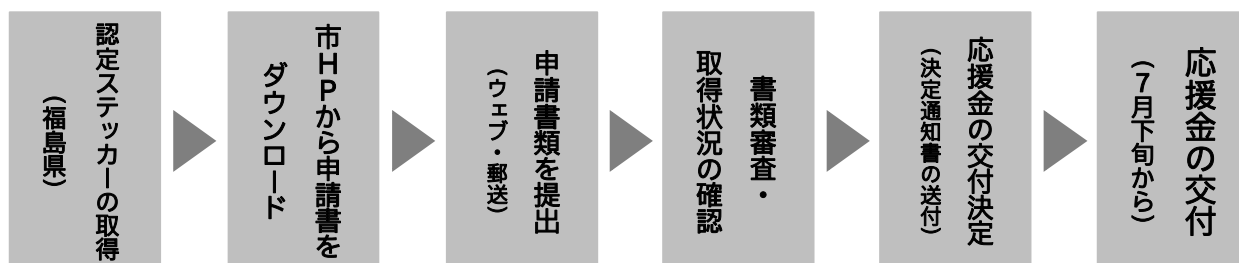 認定ステッカーの取得
（福島県）
市ＨＰから申請書を
ダウンロード
申請書類を提出
（ウェブ・郵送）
書類審査・
取得状況の確認
応援金の交付決定
（決定通知書の送付）
応援金の交付
（７月下旬から）